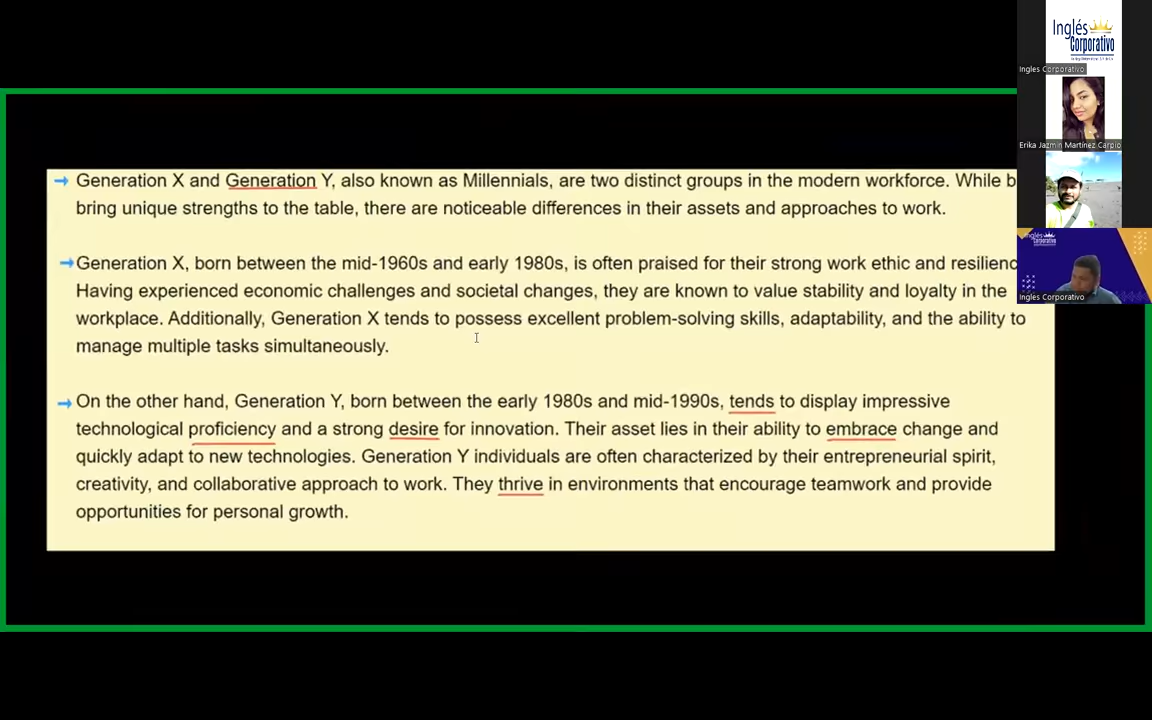 Generation X and Generation Y, also known as Millennials, are two distinct groups in the modern workforce. While b
bring unique strengths to the table, there are noticeable differences in their assets and approaches to work.
Generation X, born between the mid-1960s and early 1980s, is often praised for their strong work ethic and resilienc
Having experienced economic challenges and societal changes, they are known to value stability and loyalty in the
workplace. Additionally, Generation X tends to possess excellent problem-solving skills, adaptability, and the ability to
manage multiple tasks simultaneously.
On the other hand, Generation Y, born between the early 1980s and mid-1990s, tends to display impressive
technological proficiency and a strong desire for innovation. Their asset lies in their ability to embrace change and
quickly adapt to new technologies. Generation Y individuals are often characterized by their entrepreneurial spirit,
creativity, and collaborative approach to work. They thrive in environments that encourage teamwork and provide
opportunities for personal growth.
Inglés
Corporativo
Ingles Corporativo
Erika Jazmin Martínez Carpio
Inglés
Corporativo
Ingles Corporativo